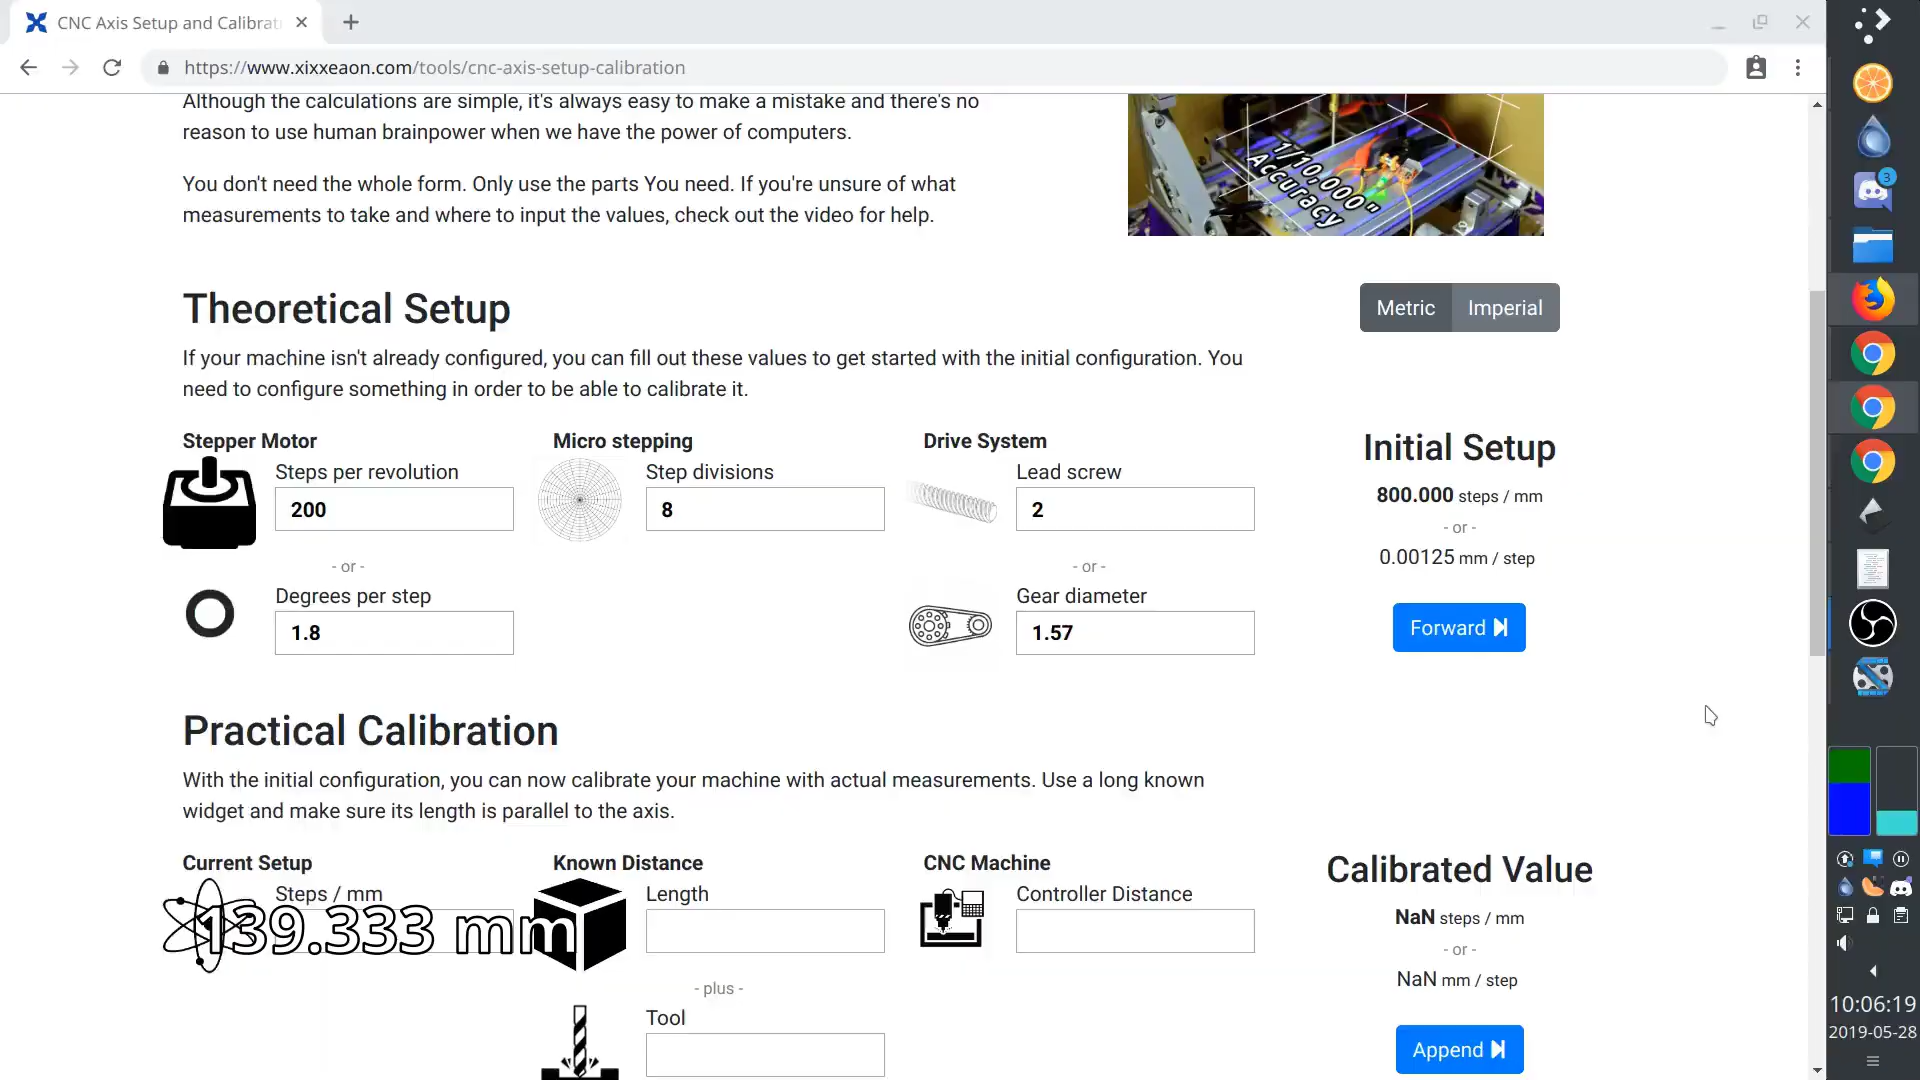 CNC Axis Setup and Calibrat
https://www.xixxeaon.com/tools/cnc-axis-setup-calibration
Although the calculations are simple, it's always easy to make a mistake and there's no
reason to use human brainpower when we have the power of computers.
You don't need the whole form. Only use the parts You need. If you're unsure of what
measurements to take and where to input the values, check out the video for help.
1/10,000"
Accuracy
Theoretical Setup
Metric
Imperial
If your machine isn't already configured, you can fill out these values to get started with the initial configuration. You
need to configure something in order to be able to calibrate it.
Stepper Motor
Steps per revolution
200
- or -
Degrees per step
1.8
Micro stepping
Step divisions
8
Drive System
Lead screw
2
- or -
Gear diameter
1.57
Initial Setup
800.000 steps / mm
- or -
0.00125 mm / step
Forward
Practical Calibration
With the initial configuration, you can now calibrate your machine with actual measurements. Use a long known
widget and make sure its length is parallel to the axis.
Current Setup
Steps / mm
139.333 mm
Known Distance
Length
- plus -
Tool
CNC Machine
Controller Distance
Calibrated Value
NaN steps / mm
- or -
NaN mm / step
Append
3
10:06:19
2019-05-28